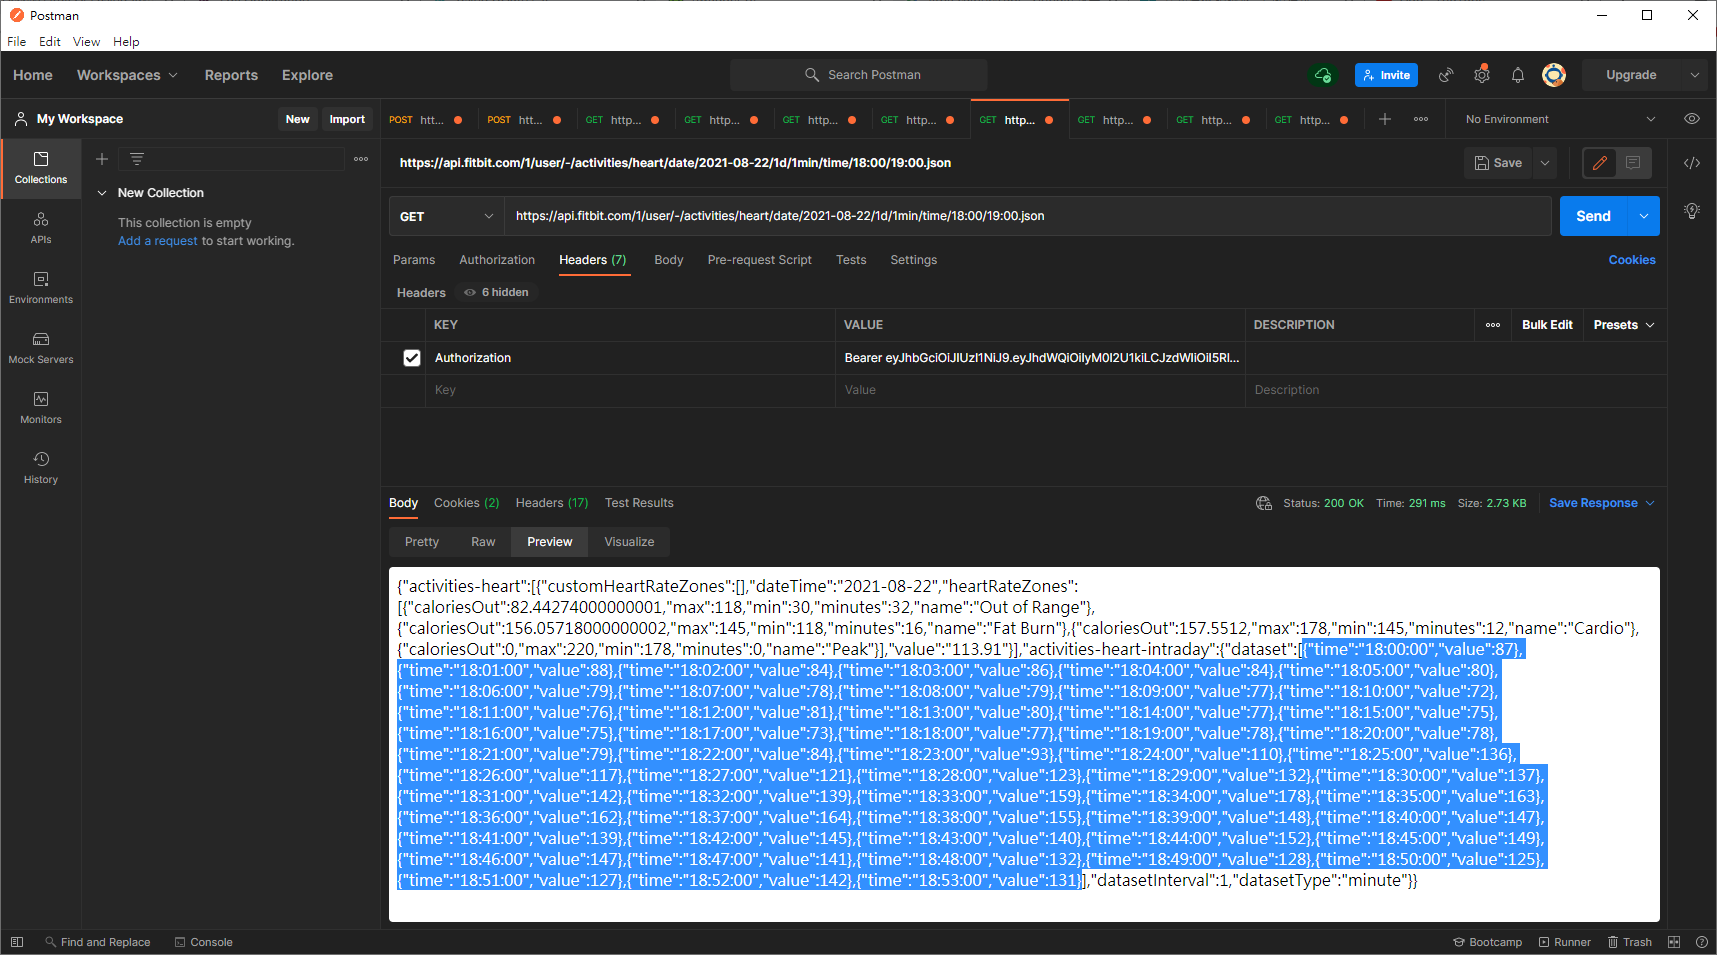 Postman
File Edit View Help
Home Workspaces Reports Explore Search Postman Invite Upgrade
My Workspace New Import POST htt... POST htt... GET http... GET http... GET http... GET http... GET http... GET http... GET http... GET http... No Environment
https://api.fitbit.com/1/user/-/activities/heart/date/2021-08-22/1d/1min/time/18:00/19:00.json Save
Collections
New Collection
This collection is empty
Add a request to start working.
APIs
Environments
Mock Servers
Monitors
History
GET https://api.fitbit.com/1/user/-/activities/heart/date/2021-08-22/1d/1min/time/18:00/19:00.json Send
Params Authorization Headers (7) Body Pre-request Script Tests Settings Cookies
Headers 6 hidden
KEY VALUE DESCRIPTION Bulk Edit Presets
Authorization Bearer ...
Key Value Description
Body Cookies (2) Headers (17) Test Results Status: 200 OK Time: 291 ms Size: 2.73 KB Save Response
Pretty Raw Preview Visualize
{"activities-heart":[{"customHeartRateZones":[],"dateTime":"2021-08-22","heartRateZones":
[{"caloriesOut":82.44274000000001,"max":118,"min":30,"minutes":32,"name":"Out of Range"},
{"caloriesOut":156.05718000000002,"max":145,"min":118,"minutes":16,"name":"Fat Burn"},{"caloriesOut":157.5512,"max":178,"min":145,"minutes":12,"name":"Cardio"},
{"caloriesOut":0,"max":220,"min":178,"minutes":0,"name":"Peak"}],"value":"113.91"}],"activities-heart-intraday":{"dataset":[{"time":"18:00:00","value":87},
{"time":"18:01:00","value":88},{"time":"18:02:00","value":84},{"time":"18:03:00","value":86},{"time":"18:04:00","value":84},{"time":"18:05:00","value":80},
{"time":"18:06:00","value":79},{"time":"18:07:00","value":78},{"time":"18:08:00","value":79},{"time":"18:09:00","value":77},{"time":"18:10:00","value":72},
{"time":"18:11:00","value":76},{"time":"18:12:00","value":81},{"time":"18:13:00","value":80},{"time":"18:14:00","value":77},{"time":"18:15:00","value":75},
{"time":"18:16:00","value":75},{"time":"18:17:00","value":73},{"time":"18:18:00","value":77},{"time":"18:19:00","value":78},{"time":"18:20:00","value":78},
{"time":"18:21:00","value":79},{"time":"18:22:00","value":84},{"time":"18:23:00","value":93},{"time":"18:24:00","value":110},{"time":"18:25:00","value":136},
{"time":"18:26:00","value":117},{"time":"18:27:00","value":121},{"time":"18:28:00","value":123},{"time":"18:29:00","value":132},{"time":"18:30:00","value":137},
{"time":"18:31:00","value":142},{"time":"18:32:00","value":139},{"time":"18:33:00","value":159},{"time":"18:34:00","value":178},{"time":"18:35:00","value":163},
{"time":"18:36:00","value":162},{"time":"18:37:00","value":164},{"time":"18:38:00","value":155},{"time":"18:39:00","value":148},{"time":"18:40:00","value":147},
{"time":"18:41:00","value":139},{"time":"18:42:00","value":145},{"time":"18:43:00","value":140},{"time":"18:44:00","value":152},{"time":"18:45:00","value":149},
{"time":"18:46:00","value":147},{"time":"18:47:00","value":141},{"time":"18:48:00","value":132},{"time":"18:49:00","value":128},{"time":"18:50:00","value":125},
{"time":"18:51:00","value":127},{"time":"18:52:00","value":142},{"time":"18:53:00","value":131}],"datasetInterval":1,"datasetType":"minute"}}
Find and Replace Console Bootcamp Runner Trash